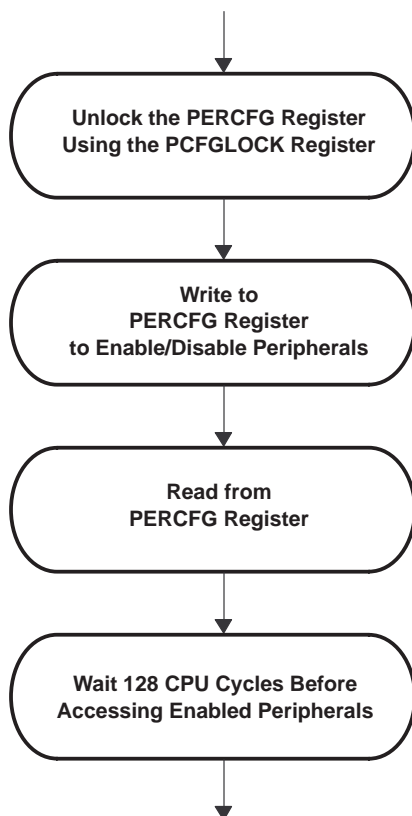 Unlock the PERCFG Register
Using the PCFGLOCK Register
Write to
PERCFG Register
to Enable/Disable Peripherals
Read from
PERCFG Register
Wait 128 CPU Cycles Before
Accessing Enabled Peripherals